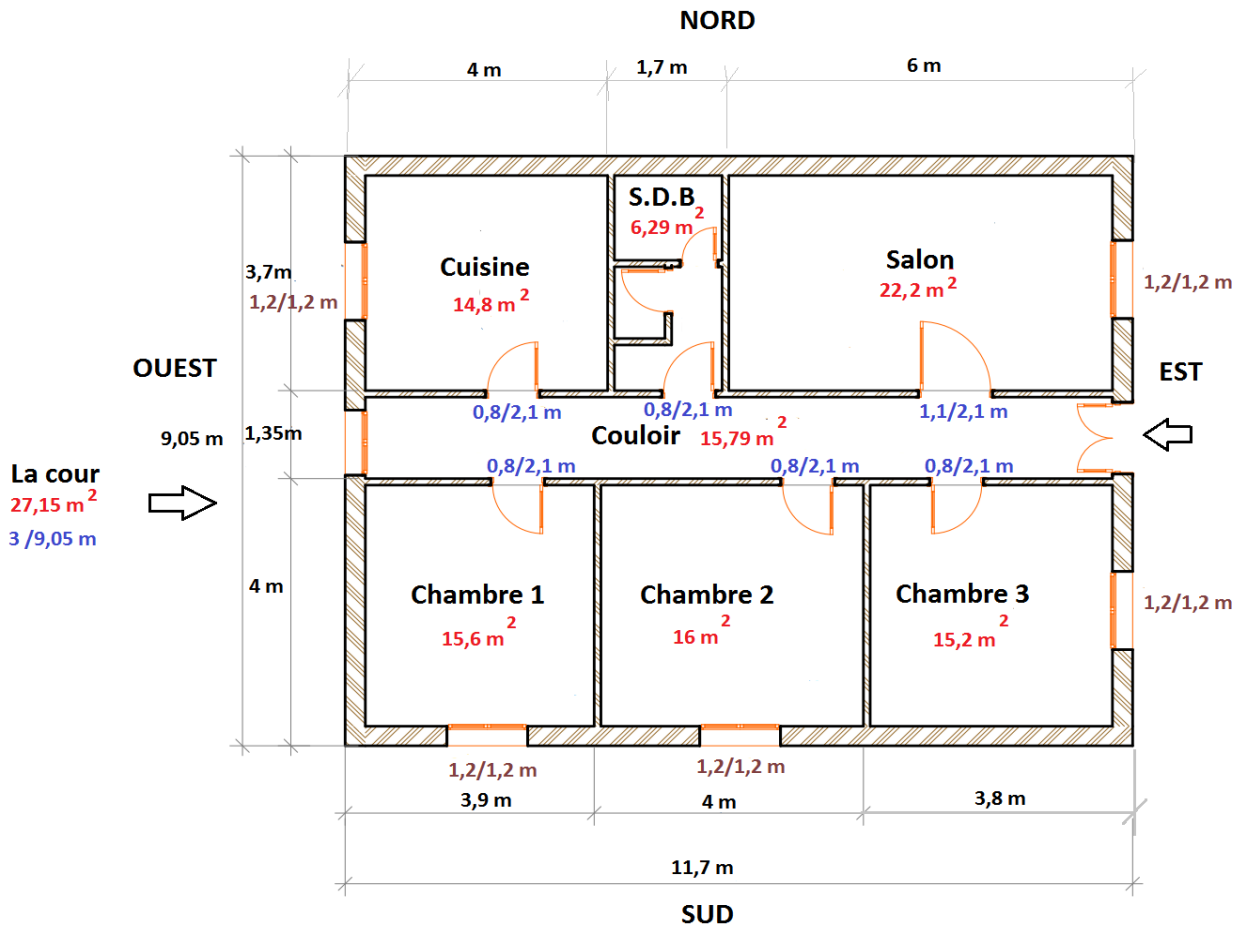 NORD
4 m
1,7 m
6 m
S.D.B
6,29 m²
Cuisine
14,8 m²
Salon
22,2 m²
3,7m
1,2/1,2 m
1,2/1,2 m
OUEST
EST
0,8/2,1 m
0,8/2,1 m
1,1/2,1 m
9,05 m
1,35m
Couloir 15,79 m²
La cour
27,15 m²
3 /9,05 m
0,8/2,1 m
0,8/2,1 m
0,8/2,1 m
4 m
Chambre 1
15,6 m²
Chambre 2
16 m²
Chambre 3
15,2 m²
1,2/1,2 m
1,2/1,2 m
1,2/1,2 m
3,9 m
4 m
3,8 m
11,7 m
SUD